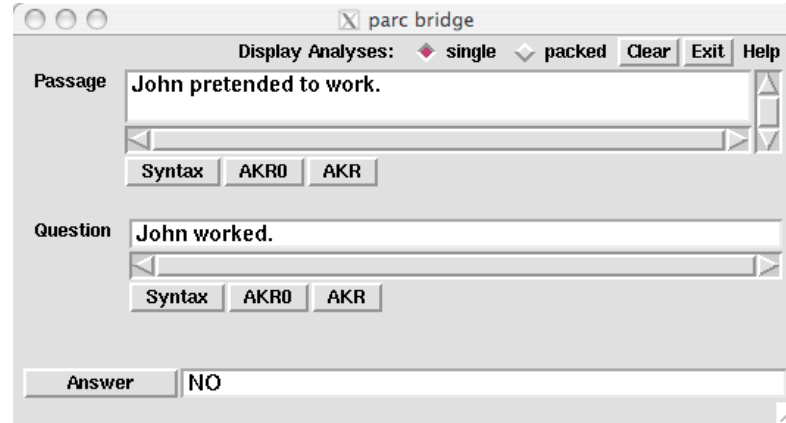 parc bridge
Display Analyses: single packed Clear Exit Help
Passage John pretended to work.
Syntax AKR0 AKR
Question John worked.
Syntax AKR0 AKR
Answer NO